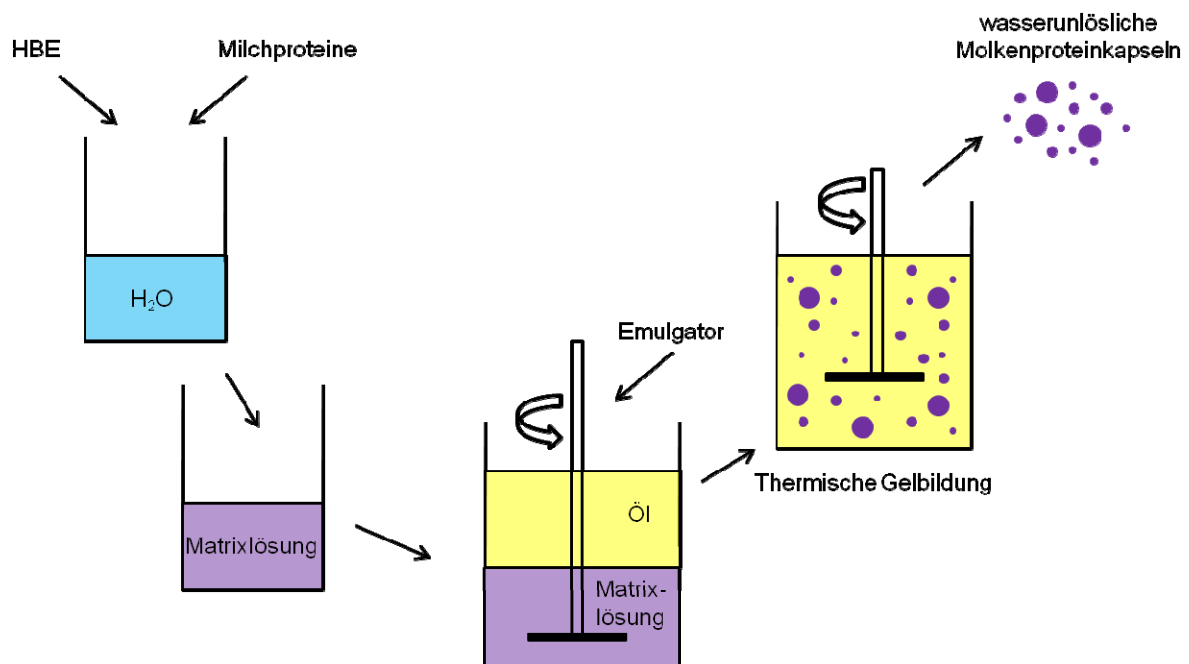 HBE
Milchproteine
H₂O
Matrixlösung
Emulgator
Öl
Matrix-
lösung
Thermische Gelbildung
wasserunlösliche
Molkenproteinkapseln